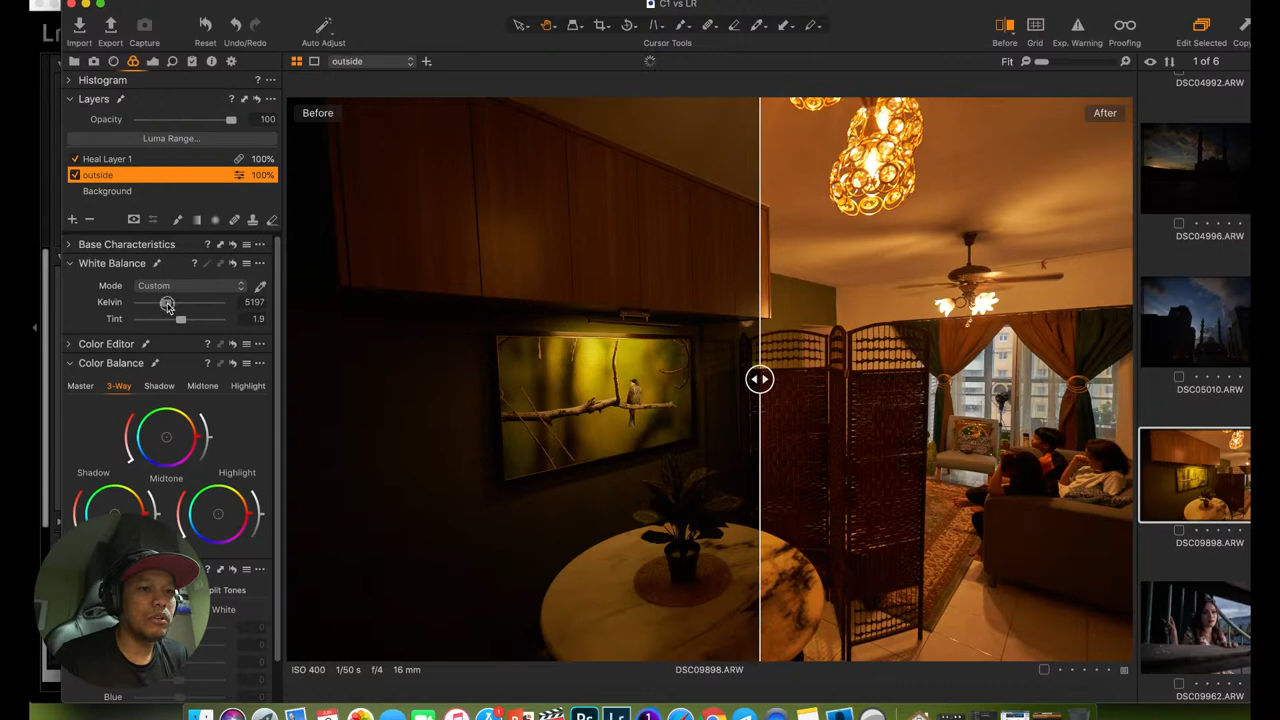 C1 vs LR
Import Export Capture Reset Undo/Redo Auto Adjust Cursor Tools Before Grid Exp. Warning Proofing Edit Selected
outside Fit 1 of 6
Histogram ? ...
Layers ? ...
Opacity 100
Luma Range...
Heal Layer 1 100%
outside 100%
Background
Base Characteristics ? ...
White Balance ? ...
Mode Custom
Kelvin 5197
Tint 1.9
Color Editor ? ...
Color Balance ? ...
Master 3-Way Shadow Midtone Highlight
Shadow Highlight
Midtone
? ...
plit Tones
White
Blue
Before After
ISO 400 1/50 s f/4 16 mm DSC09898.ARW
DSC04992.ARW
DSC04996.ARW
DSC05010.ARW
DSC09898.ARW
DSC09962.ARW
Ps Lr